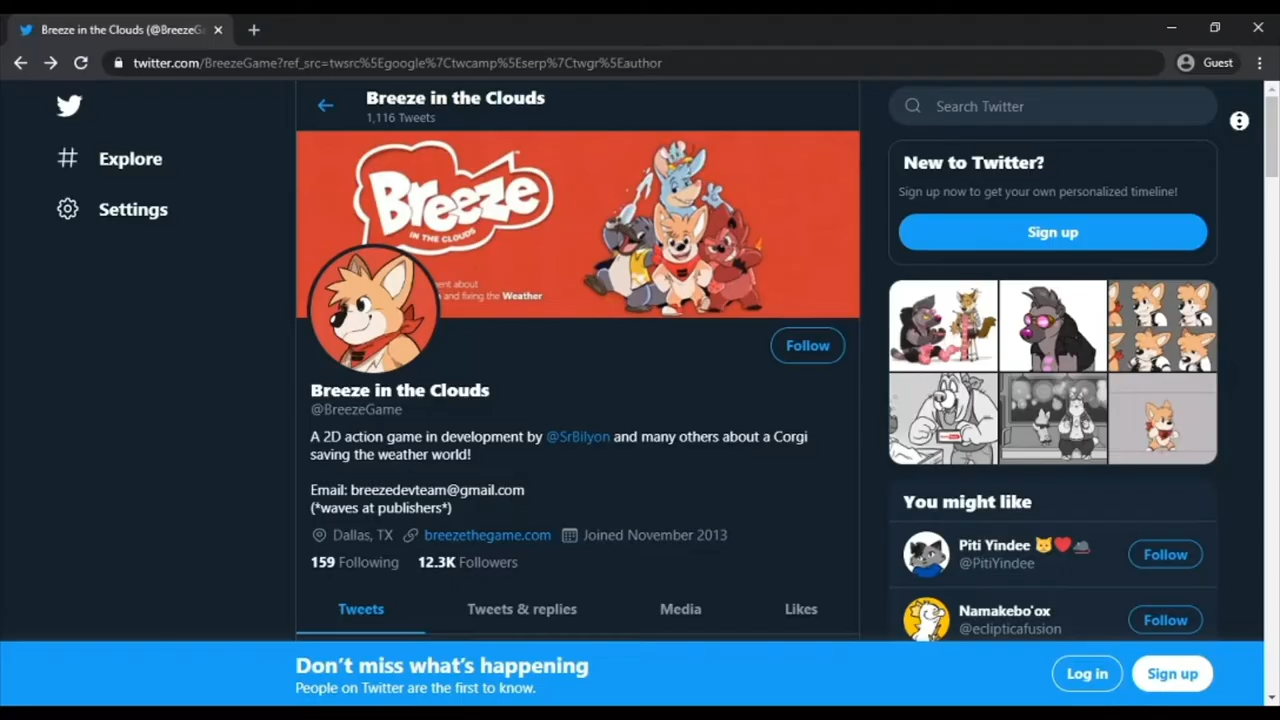 Breeze in the Clouds (@BreezeG
twitter.com/BreezeGame?ref_src=twsrc%5Egoogle%7Ctwcamp%5Eserp%7Ctwgr%5Eauthor
Guest
Explore
Settings
Breeze in the Clouds
1,116 Tweets
Breeze
IN THE CLOUDS
ent about
and fixing the Weather
Follow
Breeze in the Clouds
@BreezeGame
A 2D action game in development by @SrBilyon and many others about a Corgi
saving the weather world!
Email: breezedevteam@gmail.com
(*waves at publishers*)
Dallas, TX breezethegame.com Joined November 2013
159 Following 12.3K Followers
Tweets Tweets & replies Media Likes
Search Twitter
New to Twitter?
Sign up now to get your own personalized timeline!
Sign up
You might like
Piti Yindee 😺❤️🐀
@PitiYindee
Follow
Namakebo'ox
@eclipticafusion
Follow
Don't miss what's happening
People on Twitter are the first to know.
Log in
Sign up